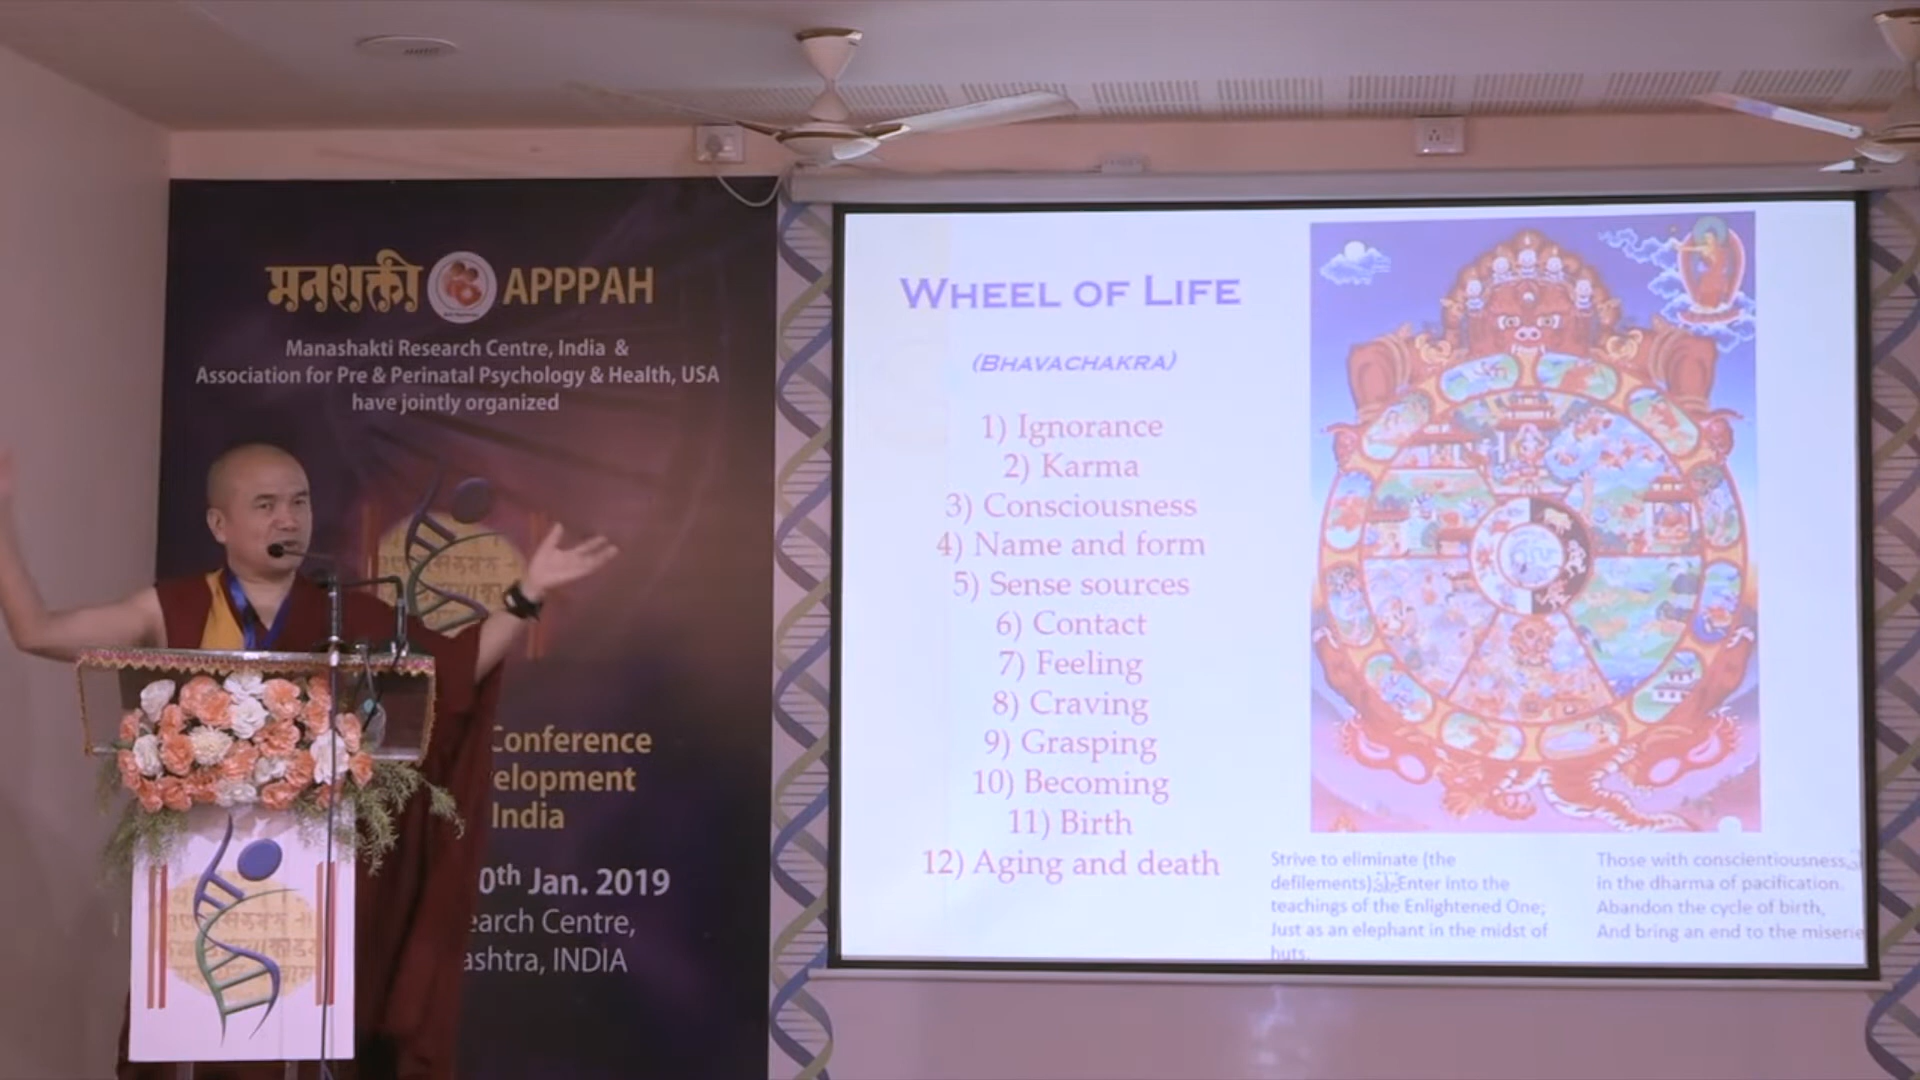 मनशक्ती APPPAH
Manashakti Research Centre, India &
Association for Pre & Perinatal Psychology & Health, USA
have jointly organized
Conference
elopment
India
0th Jan. 2019
earch Centre,
ashtra, INDIA
WHEEL OF LIFE
(BHAVACHAKRA)
1) Ignorance
2) Karma
3) Consciousness
4) Name and form
5) Sense sources
6) Contact
7) Feeling
8) Craving
9) Grasping
10) Becoming
11) Birth
12) Aging and death
Strive to eliminate (the
defilements) Enter into the
teachings of the Enlightened One;
Just as an elephant in the midst of
huts.
Those with conscientiousness
in the dharma of pacification.
Abandon the cycle of birth,
And bring an end to the miserie